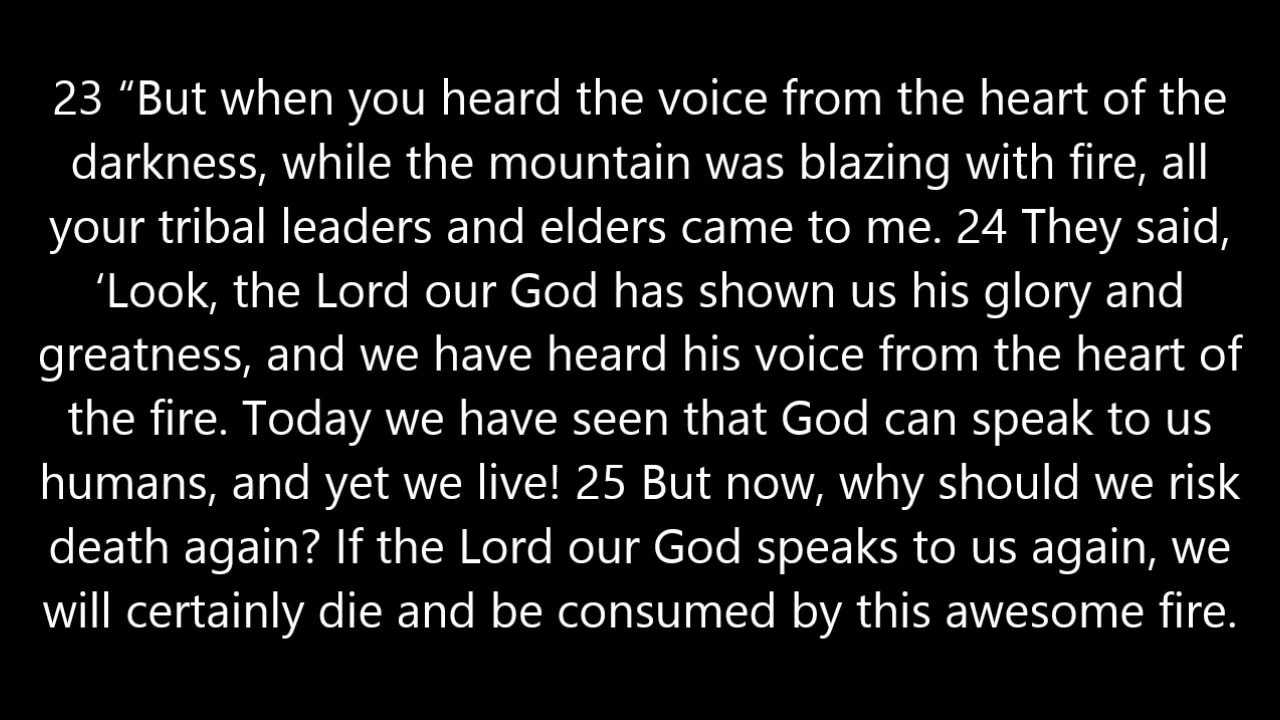 23 “But when you heard the voice from the heart of the
darkness, while the mountain was blazing with fire, all
your tribal leaders and elders came to me. 24 They said,
‘Look, the Lord our God has shown us his glory and
greatness, and we have heard his voice from the heart of
the fire. Today we have seen that God can speak to us
humans, and yet we live! 25 But now, why should we risk
death again? If the Lord our God speaks to us again, we
will certainly die and be consumed by this awesome fire.